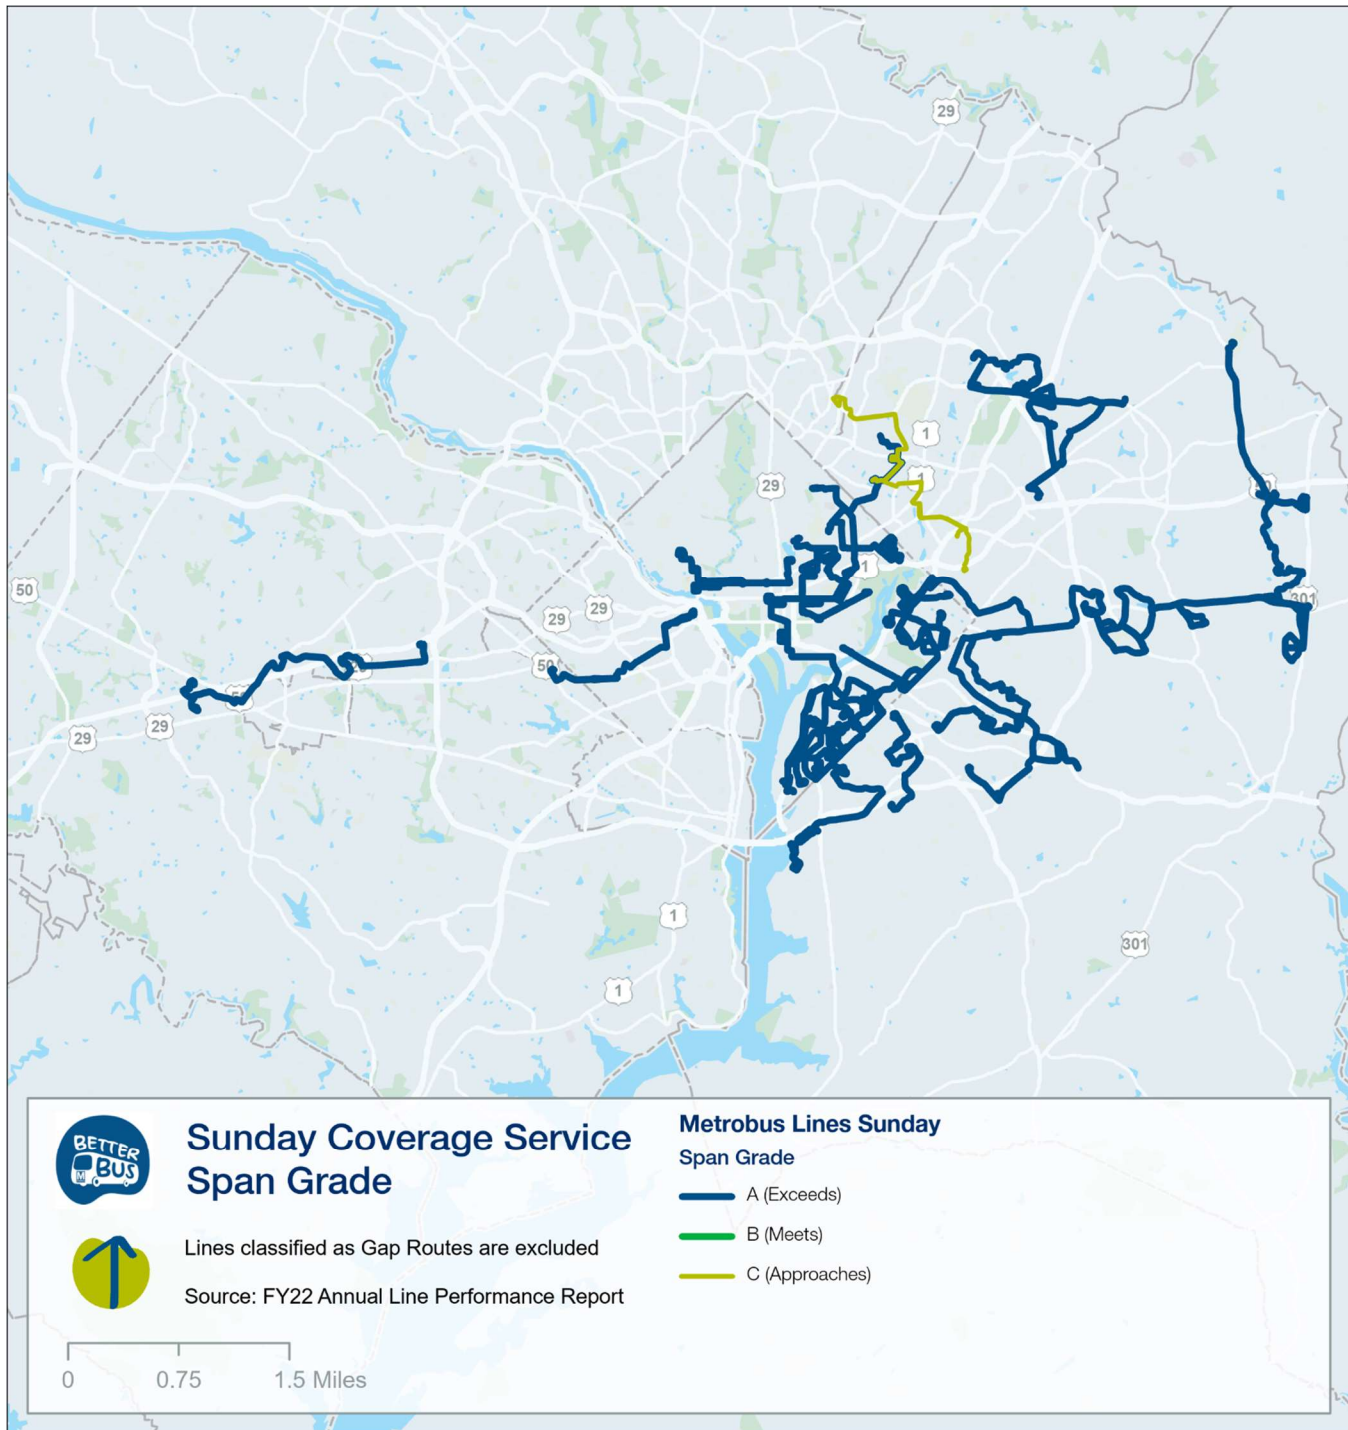 29
1
29
1
50
1
50
29
29
301
50
29
50
29
29
1
301
1
BETTER
BUS
M
Sunday Coverage Service
Span Grade
Lines classified as Gap Routes are excluded
Source: FY22 Annual Line Performance Report
0
0.75
1.5 Miles
Metrobus Lines Sunday
Span Grade
A (Exceeds)
B (Meets)
C (Approaches)